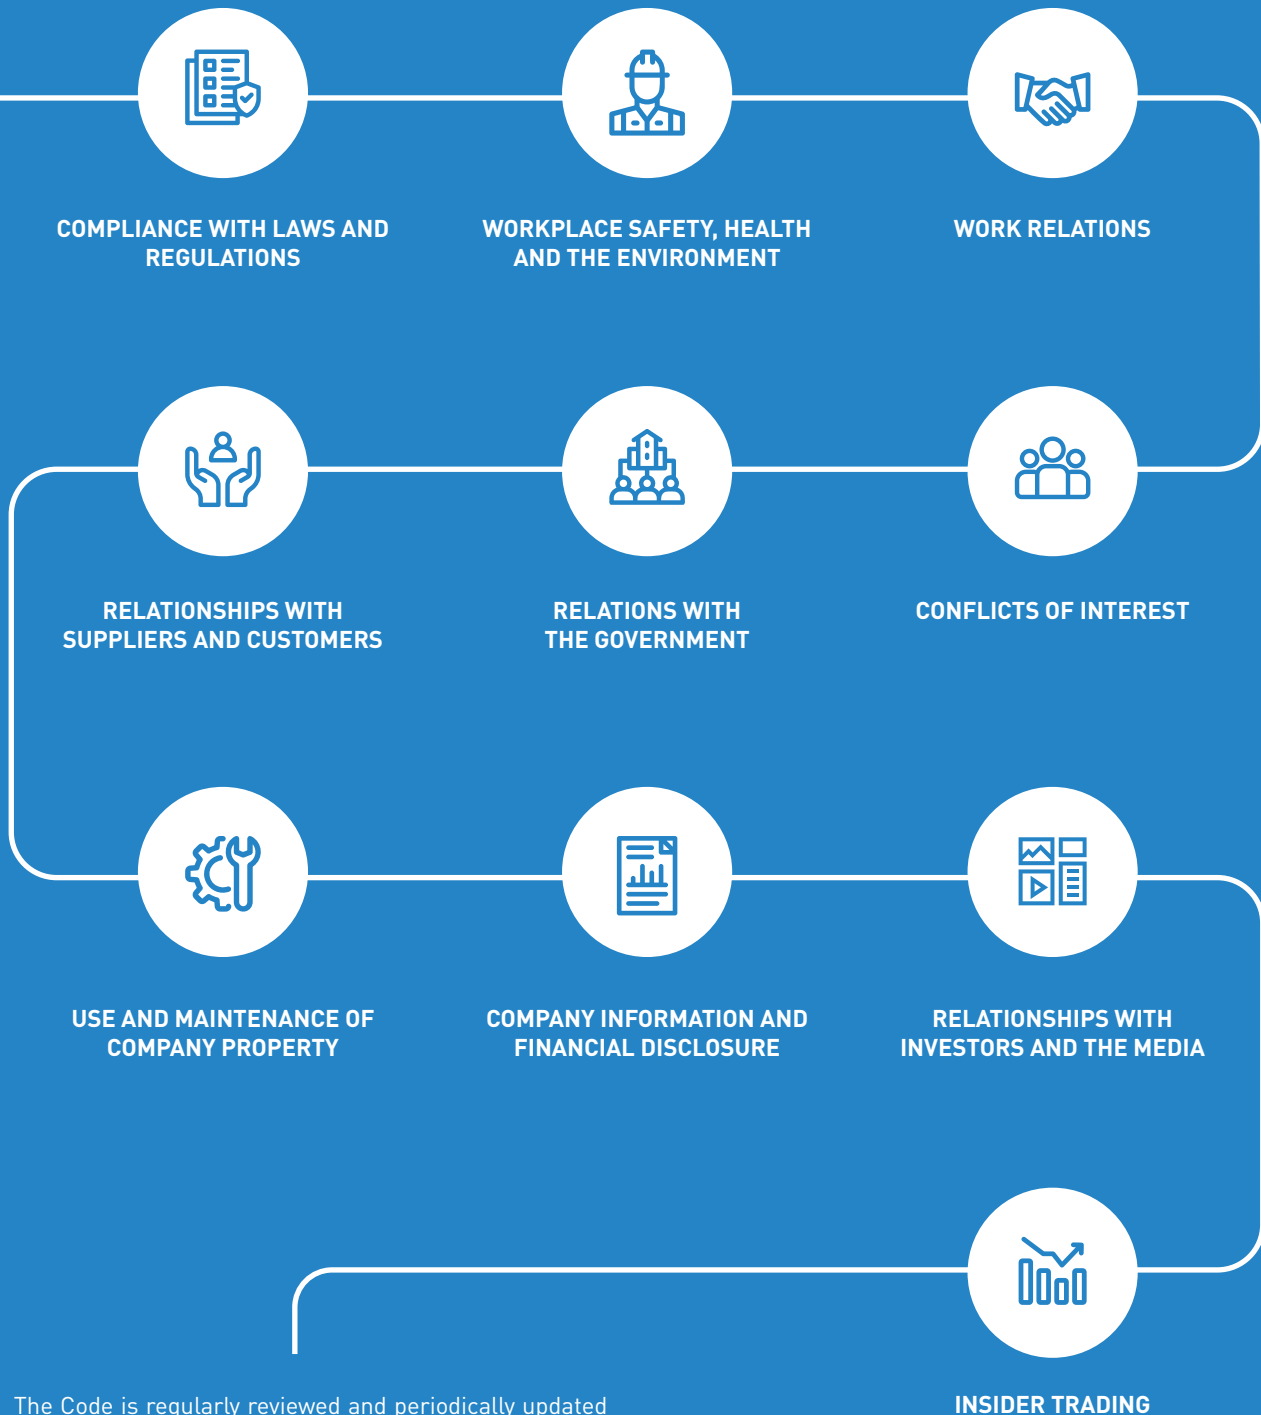 COMPLIANCE WITH LAWS AND
REGULATIONS
WORKPLACE SAFETY, HEALTH
AND THE ENVIRONMENT
WORK RELATIONS
RELATIONSHIPS WITH
SUPPLIERS AND CUSTOMERS
RELATIONS WITH
THE GOVERNMENT
CONFLICTS OF INTEREST
USE AND MAINTENANCE OF
COMPANY PROPERTY
COMPANY INFORMATION AND
FINANCIAL DISCLOSURE
RELATIONSHIPS WITH
INVESTORS AND THE MEDIA
INSIDER TRADING
The Code is regularly reviewed and periodically updated